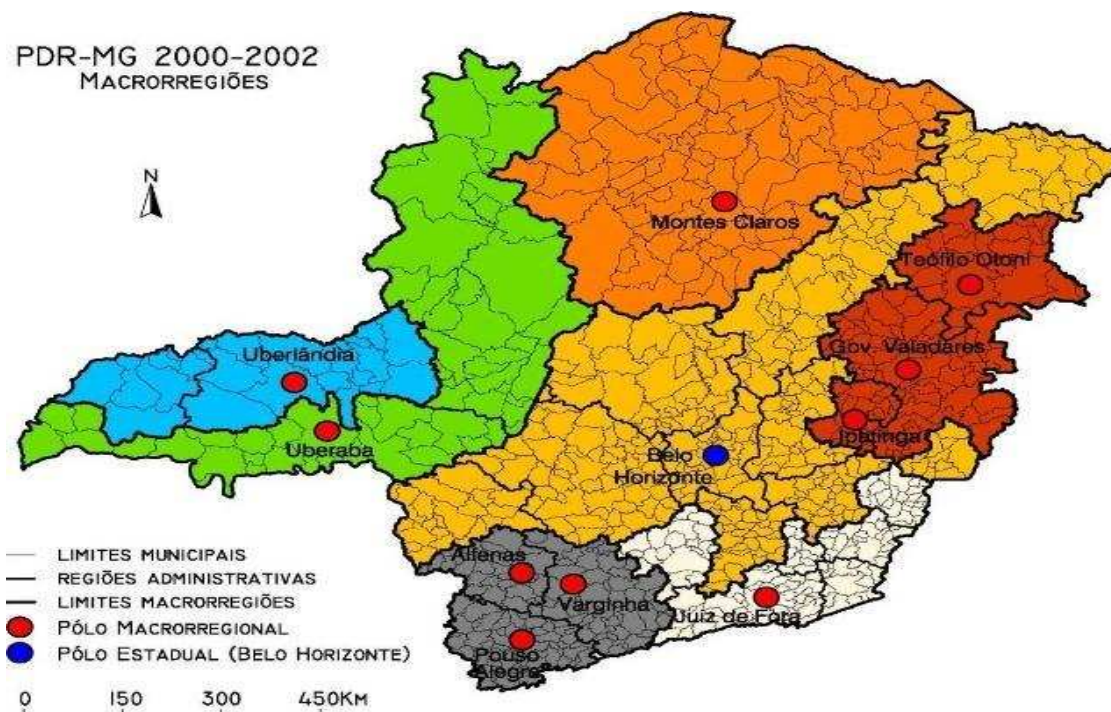 PDR-MG 2000-2002
MACRORREGIÕES
N
Montes Claros
Teófilo Otoni
Uberlândia
Gov. Valadares
Uberaba
Ipatinga
Belo
Horizonte
Alfenas
Varginha
Juiz de Fora
Pouso
Alegre
LIMITES MUNICIPAIS
REGIÕES ADMINISTRATIVAS
LIMITES MACRORREGIÕES
PÓLO MACRORREGIONAL
PÓLO ESTADUAL (BELO HORIZONTE)
0 150 300 450KM